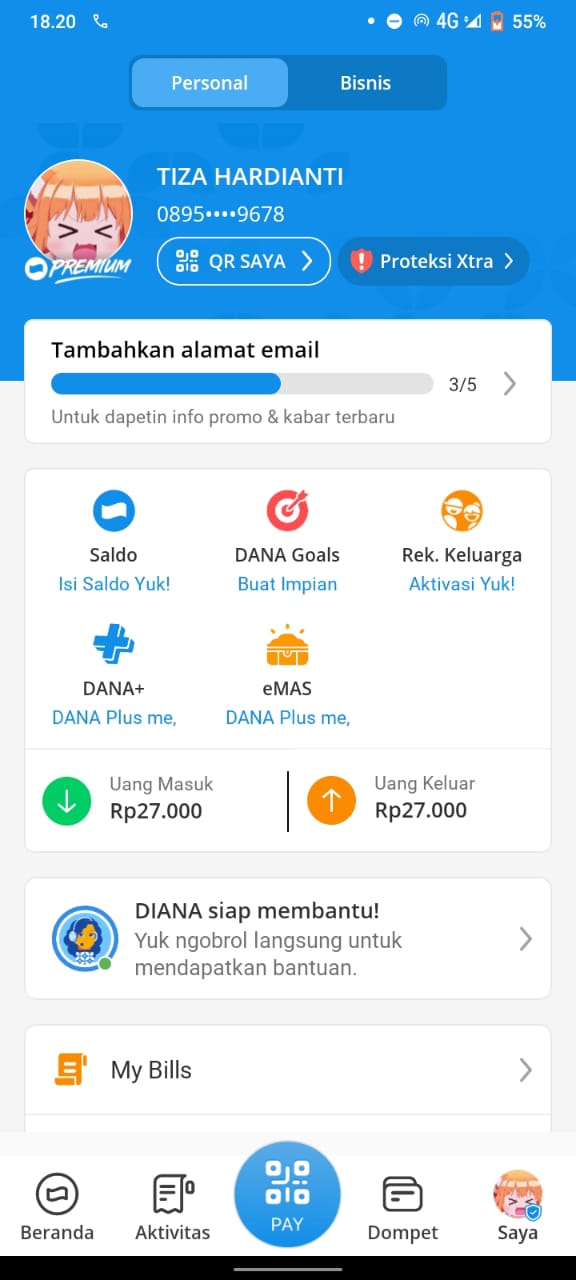 18.20
4G
55%
Personal
Bisnis
TIZA HARDIANTI
0895••••9678
PREMIUM
QR SAYA
Proteksi Xtra
Tambahkan alamat email
3/5
Untuk dapetin info promo & kabar terbaru
Saldo
DANA Goals
Rek. Keluarga
Isi Saldo Yuk!
Buat Impian
Aktivasi Yuk!
DANA+
eMAS
DANA Plus me,
DANA Plus me,
Uang Masuk
Rp27.000
Uang Keluar
Rp27.000
DIANA siap membantu!
Yuk ngobrol langsung untuk
mendapatkan bantuan.
My Bills
Beranda
Aktivitas
PAY
Dompet
Saya